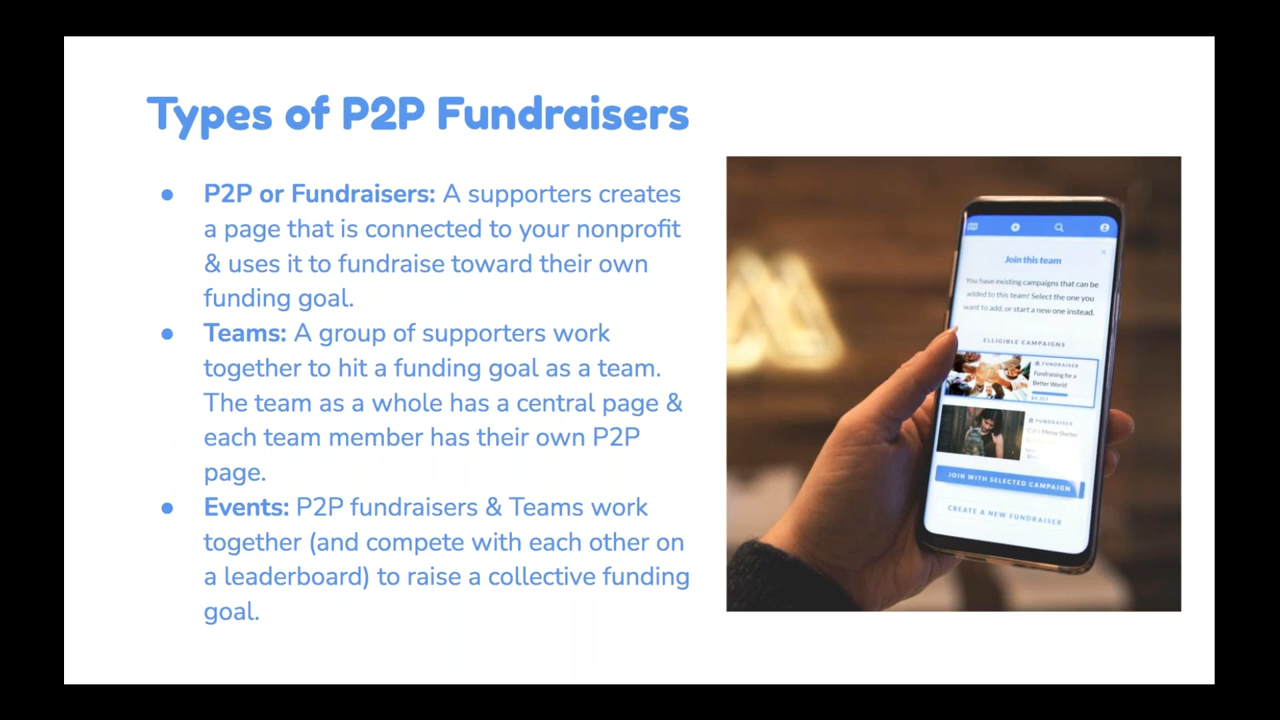 Types of P2P Fundraisers
P2P or Fundraisers: A supporters creates
a page that is connected to your nonprofit
& uses it to fundraise toward their own
funding goal.
Teams: A group of supporters work
together to hit a funding goal as a team.
The team as a whole has a central page &
each team member has their own P2P
page.
Events: P2P fundraisers & Teams work
together (and compete with each other on
a leaderboard) to raise a collective funding
goal.
Join this team
You have existing campaigns that can be
added to this team! Select the one you
want to add, or start a new one instead.
ELLIGIBLE CAMPAIGNS
FUNDRAISER
Fundraising for a
Better World
FUNDRAISER
Meow Shelter
JOIN WITH SELECTED CAMPAIGN
CREATE A NEW FUNDRAISER